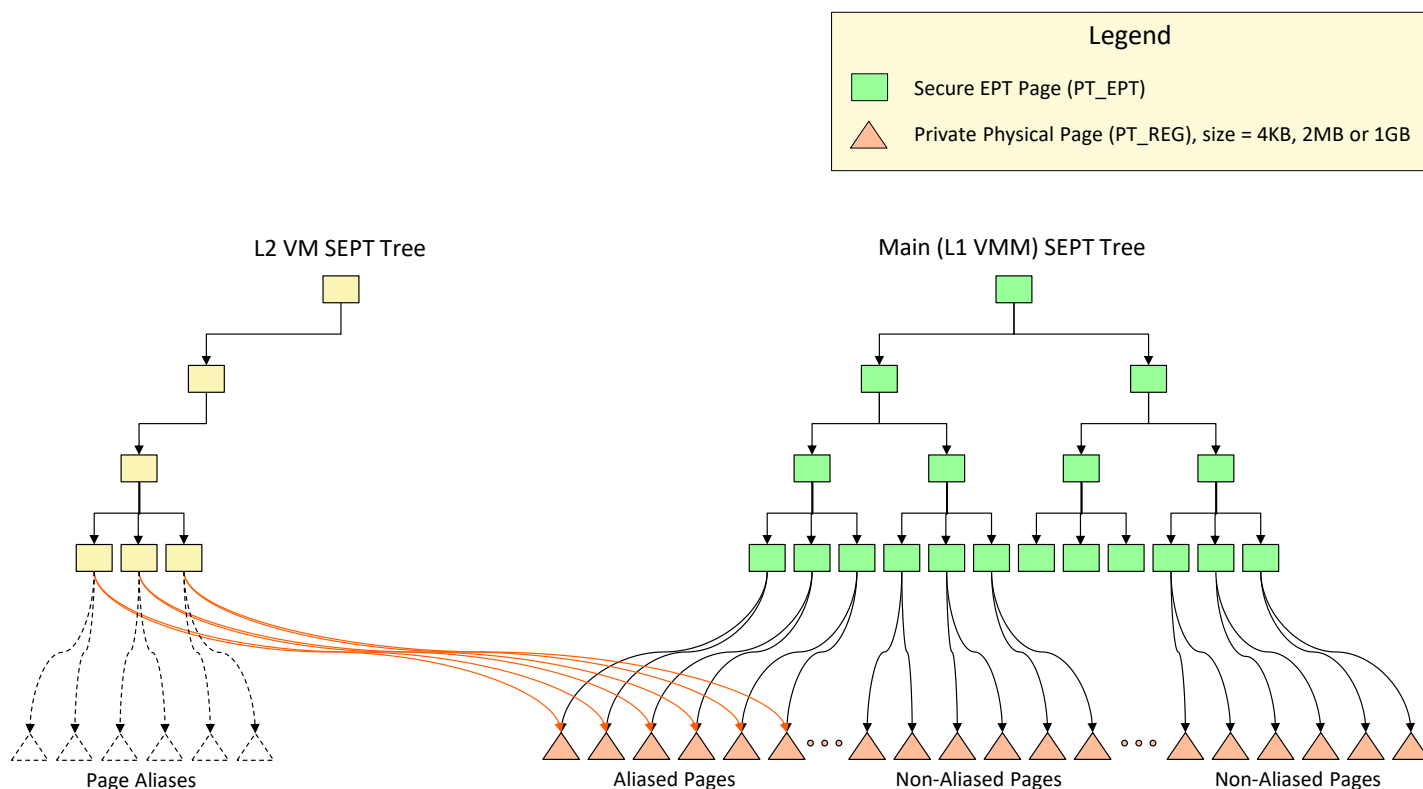 Legend
Secure EPT Page (PT_EPT)
Private Physical Page (PT_REG), size = 4KB, 2MB or 1GB
L2 VM SEPT Tree
Main (L1 VMM) SEPT Tree
Page Aliases
Aliased Pages
Non-Aliased Pages
Non-Aliased Pages